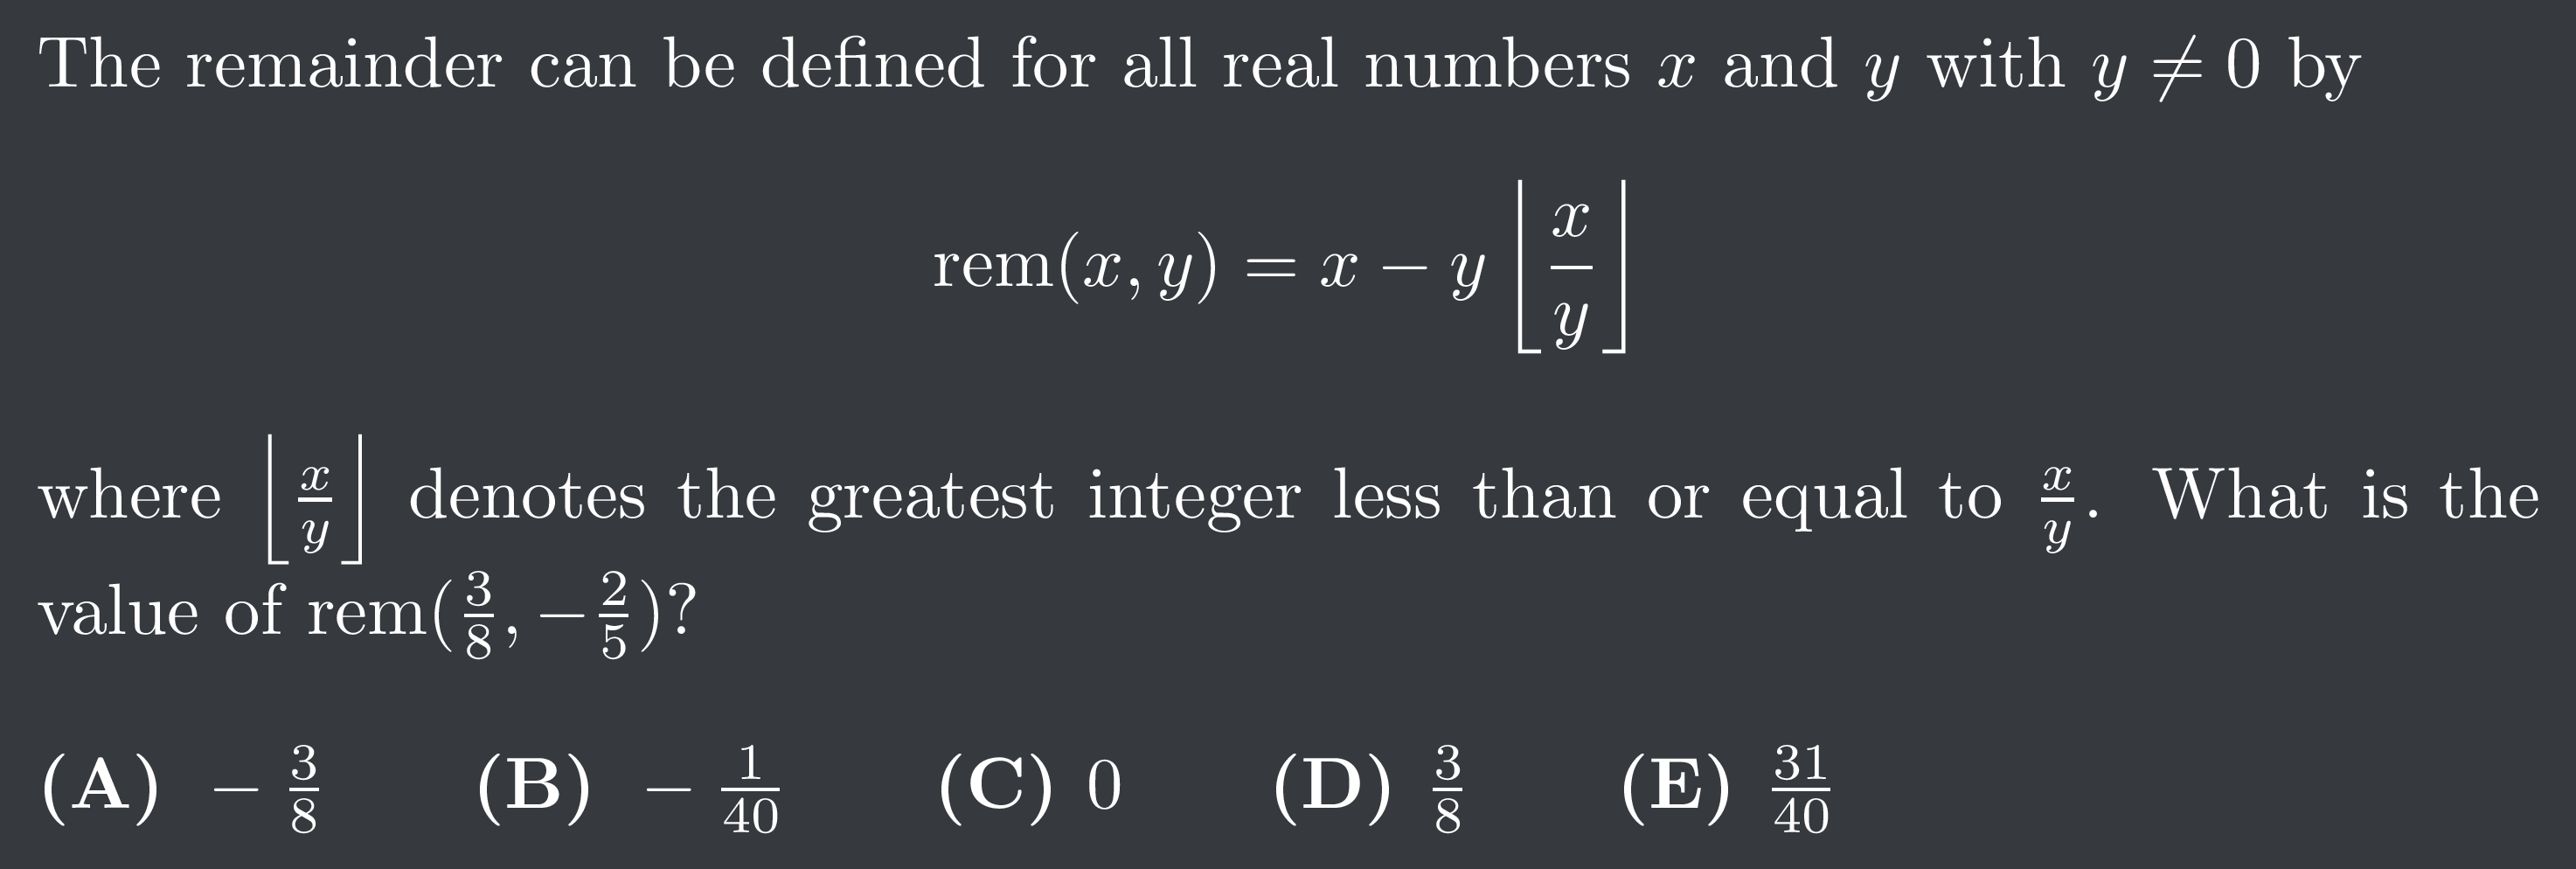 The remainder can be defined for all real numbers x and y with y ≠ 0 by
rem(x, y) = x − y ⌊x/y⌋
where ⌊x/y⌋ denotes the greatest integer less than or equal to x/y. What is the
value of rem(3/8, −2/5)?
(A) − 3/8 (B) − 1/40 (C) 0 (D) 3/8 (E) 31/40